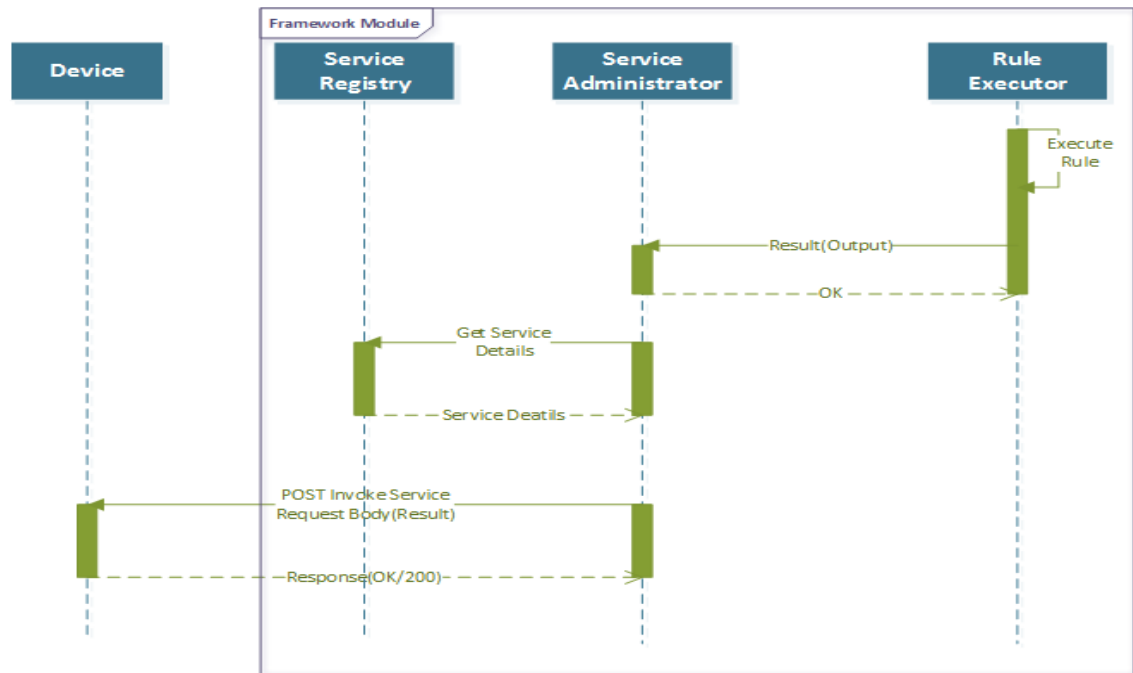 Framework Module
Device
Service
Registry
Service
Administrator
Rule
Executor
Execute
Rule
Result(Output)
OK
Get Service
Details
Service Deatils
POST Invoke Service
Request Body(Result)
Response(OK/200)